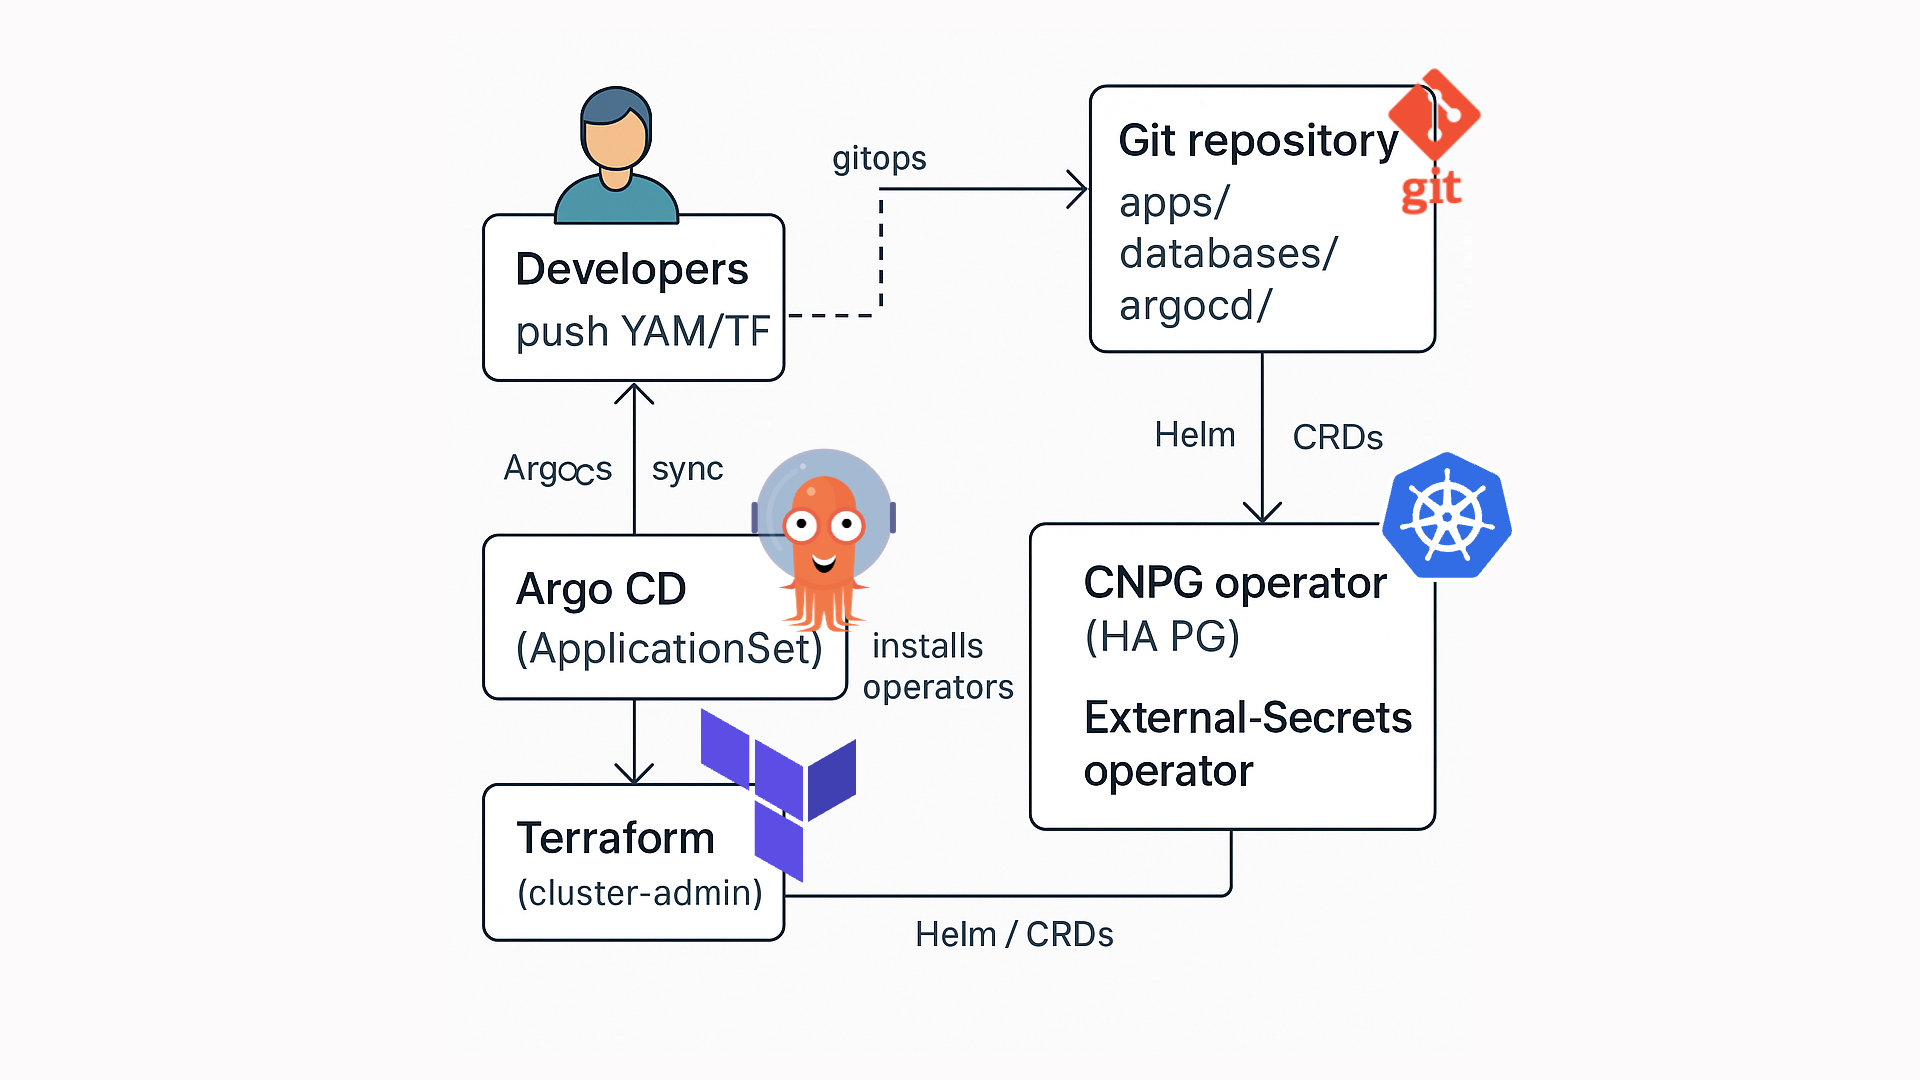 gitops
Git repository
git
apps/
databases/
argocd/
Developers
push YAM/TF
Helm
CRDs
Argocs
sync
Argo CD
(ApplicationSet)
installs
operators
CNPG operator
(HA PG)
External-Secrets
operator
Terraform
(cluster-admin)
Helm / CRDs